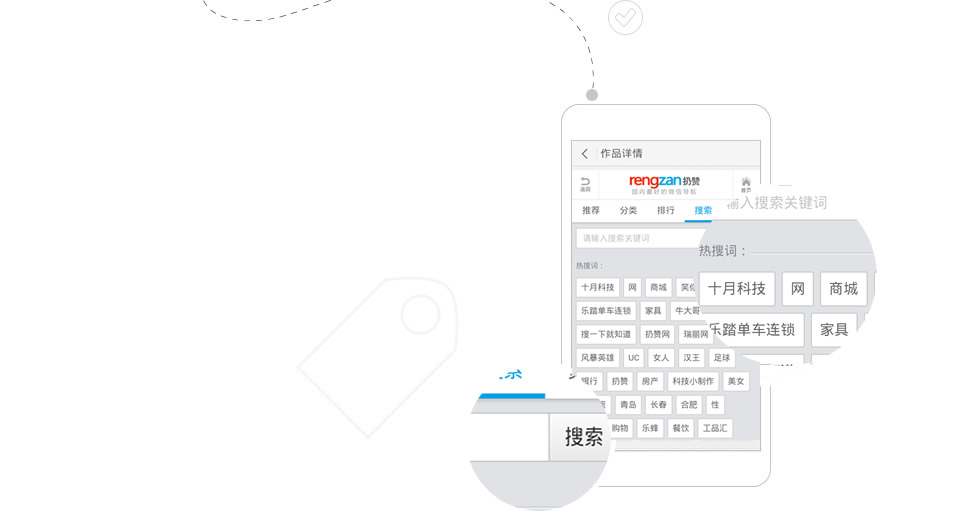 作品详情
返回
rengzan扔赞
国内最好的微信导航
首页
推荐 分类 排行 搜索
请输入搜索关键词
热搜词：
十月科技 网 商城
乐踏单车连锁 家具 牛大哥
搜一下就知道 扔赞网 瑞丽网
风暴英雄 UC 女人 汉王 足球
银行 扔赞 房产 科技小制作 美女
青岛 长春 合肥 性
购物 乐蜂 餐饮 工品汇
输入搜索关键词
热搜词：
十月科技 网 商城
乐踏单车连锁 家具
搜索